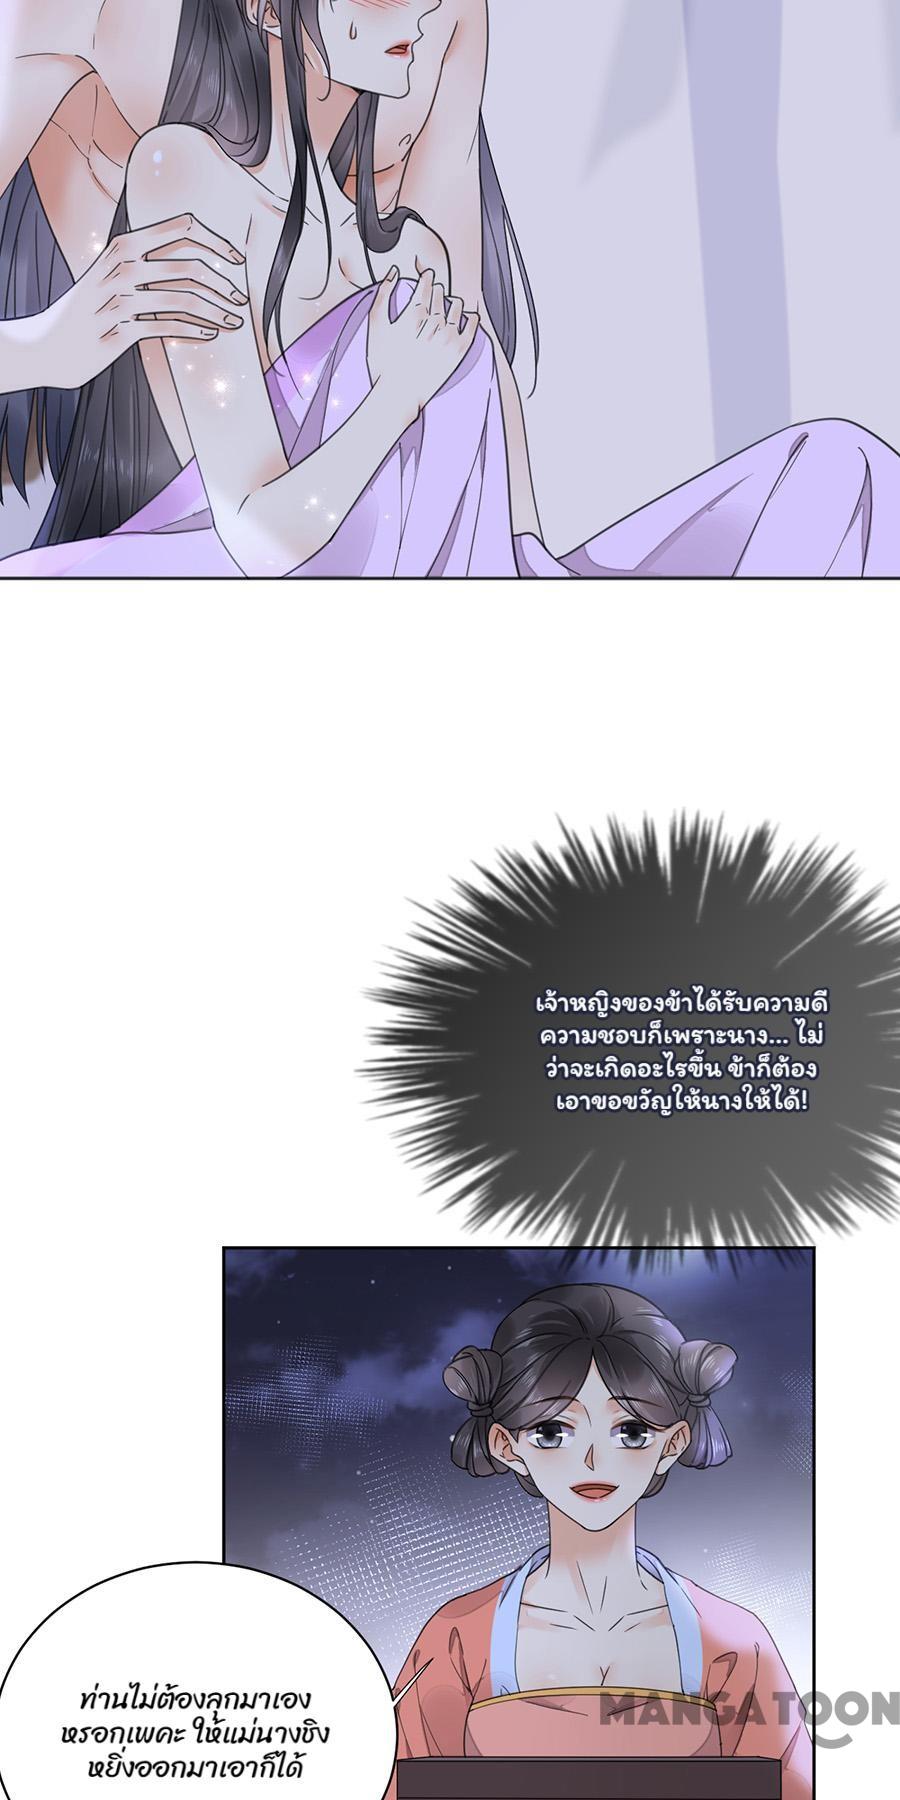 เจ้าหญิงของข้าได้รับความดี
ความชอบก็เพราะนาง... ไม่
ว่าจะเกิดอะไรขึ้น ข้าก็ต้อง
เอาของขวัญให้นางให้ได้!
MANGATOON
ท่านไม่ต้องลุกมาเอง
หรอกเพคะ ให้แม่นางชิง
หยิ่งออกมาเอาก็ได้